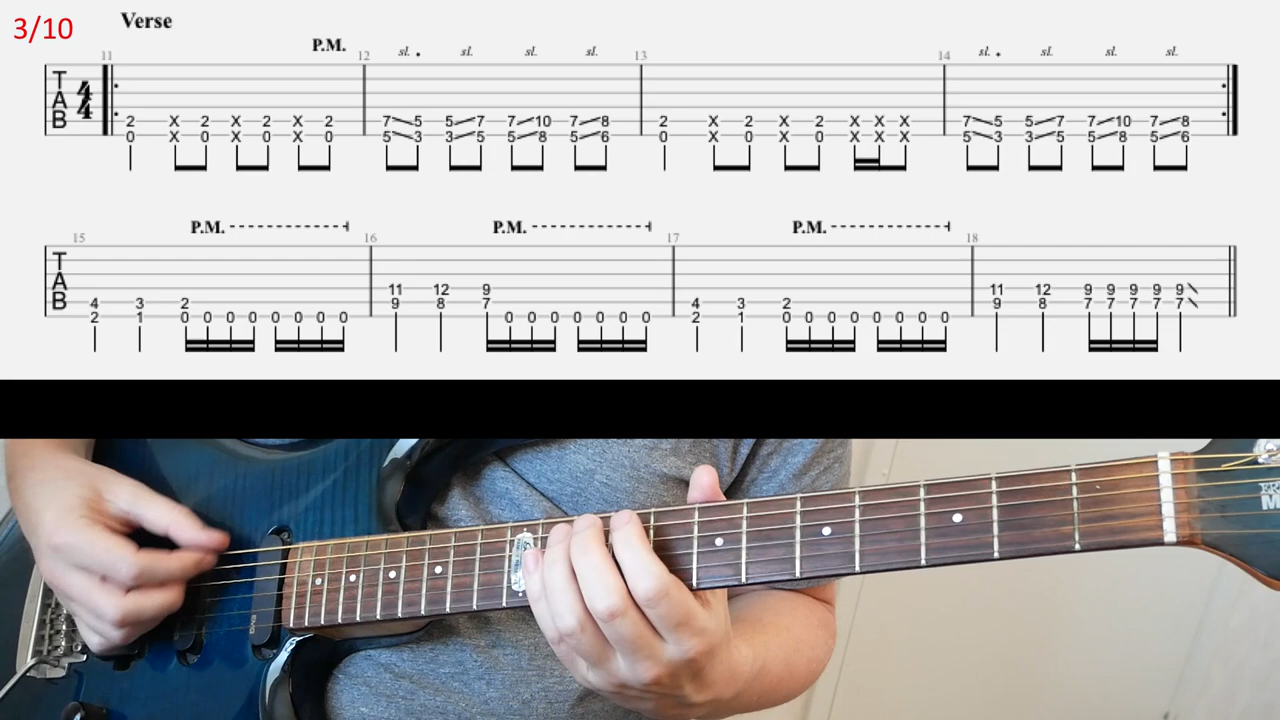 3/10
Verse
P.M.
11 12 sl. . sl. sl. sl. 13 14 sl. . sl. sl. sl.
T
A
B
4
4
2 X 2 X 2 X 2 7 5 5 7 7 10 7 8 2 X 2 X 2 X X X 7 5 5 7 7 10 7 8
0 X 0 X 0 X 0 5 3 3 5 5 8 5 6 0 X 0 X 0 X X X 5 3 3 5 5 8 5 6
P.M. P.M. P.M.
15 16 17 18
T
A
B
11 12 9 11 12 9 9 9 9 9
4 3 2 9 8 7 4 3 2 9 8 7 7 7 7 7
2 1 0 0 0 0 0 0 0 0 0 0 0 0 0 0 0 2 1 0 0 0 0 0 0 0 0
EMG